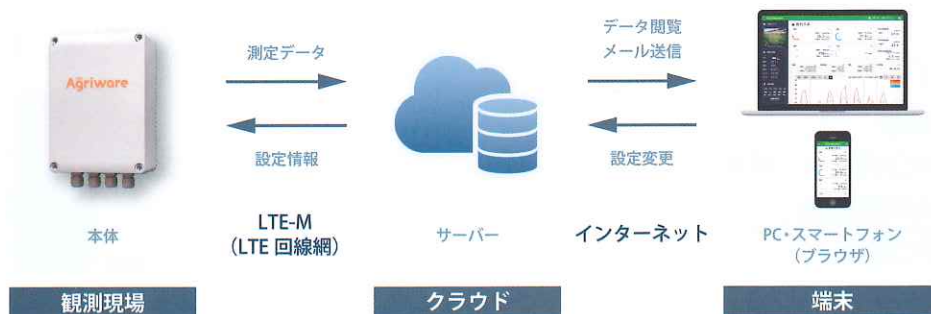 Agriware
測定データ
設定情報
データ閲覧
メール送信
設定変更
本体
LTE-M
（LTE 回線網）
サーバー
インターネット
PC・スマートフォン
（ブラウザ）
観測現場
クラウド
端末